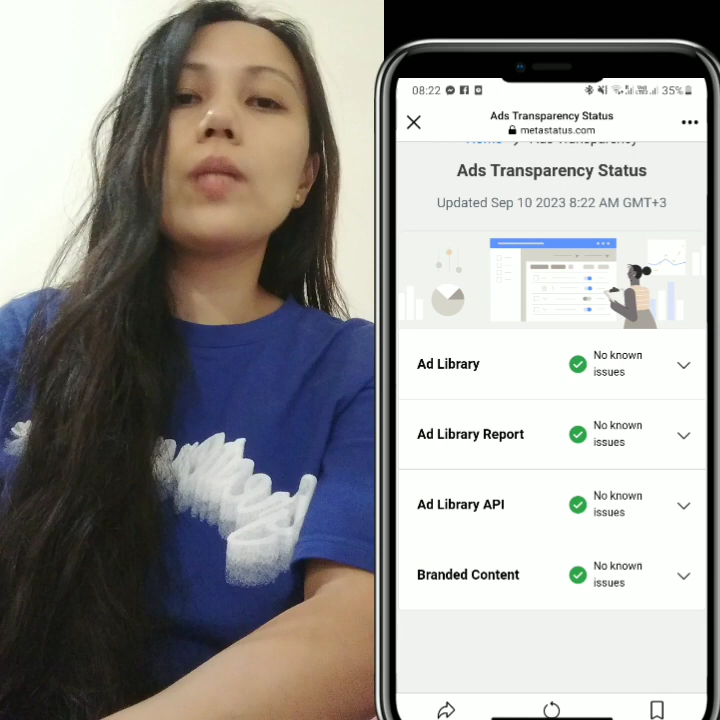 08:22
35%
Ads Transparency Status
metastatus.com
Ads Transparency Status
Updated Sep 10 2023 8:22 AM GMT+3
Ad Library
No known
issues
Ad Library Report
No known
issues
Ad Library API
No known
issues
Branded Content
No known
issues